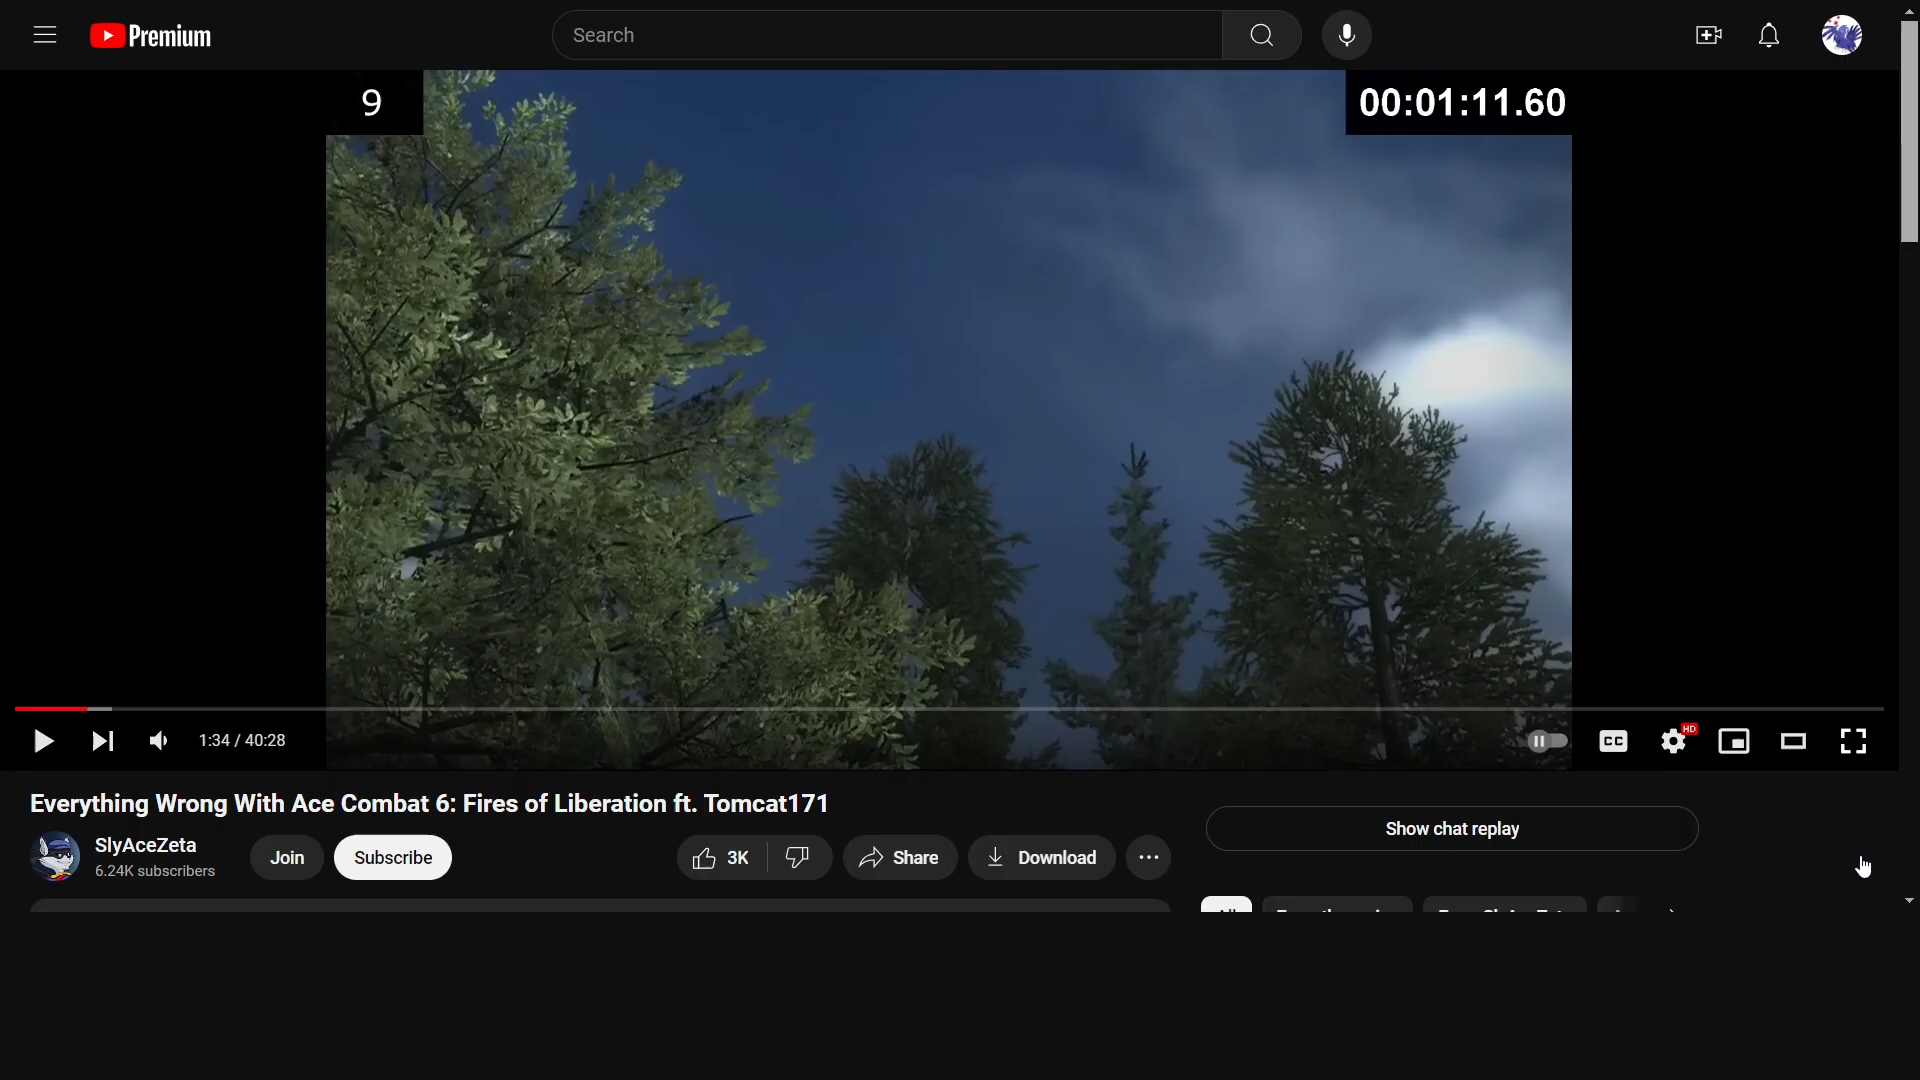 Premium
Search
9
00:01:11.60
1:34 / 40:28
CC
HD
Everything Wrong With Ace Combat 6: Fires of Liberation ft. Tomcat171
SlyAceZeta
6.24K subscribers
Join
Subscribe
3K
Share
Download
Show chat replay